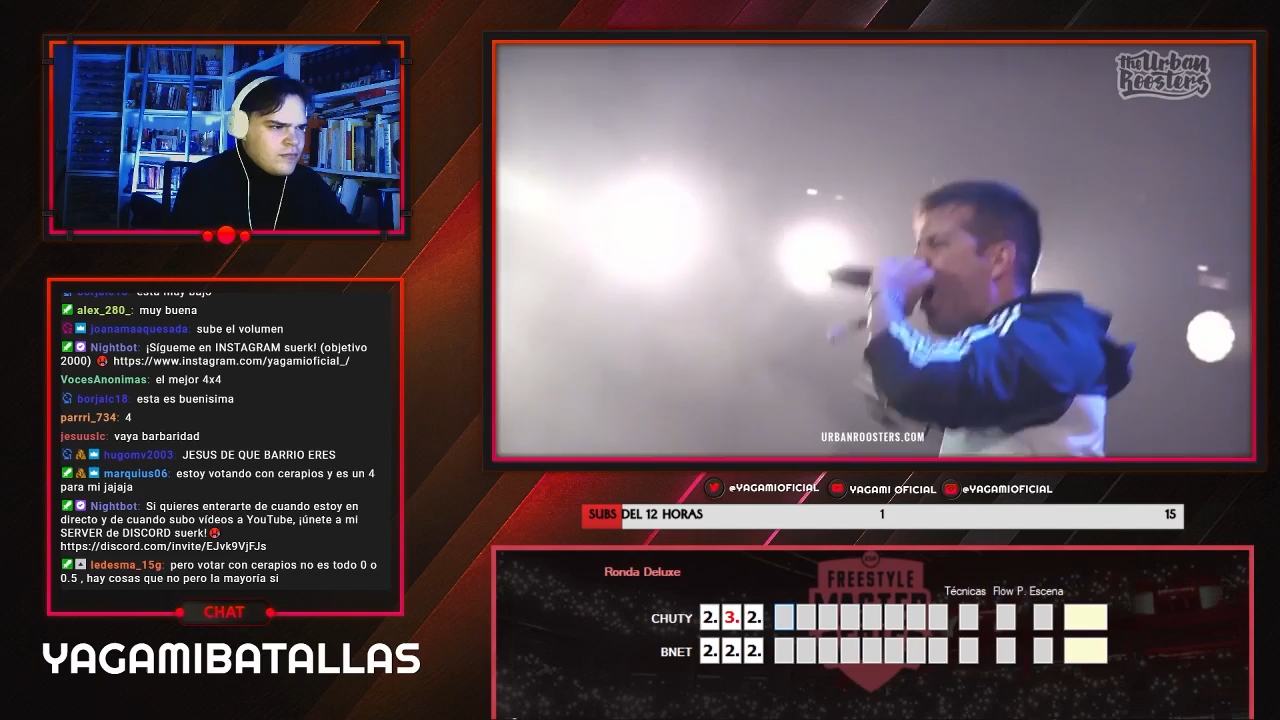 the Urban
Roosters
URBANROOSTERS.COM
alex_280_: muy buena
joanamaaquesada: sube el volumen
Nightbot: ¡Sígueme en INSTAGRAM suerk! (objetivo
2000) https://www.instagram.com/yagamioficial_/
VocesAnonimas: el mejor 4x4
borjalc18: esta es buenisima
parrri_734: 4
jesuuslc: vaya barbaridad
hugomv2003: JESUS DE QUE BARRIO ERES
marquius06: estoy votando con cerapios y es un 4
para mi jajaja
Nightbot: Si quieres enterarte de cuando estoy en
directo y de cuando subo vídeos a YouTube, ¡únete a mi
SERVER de DISCORD suerk!
https://discord.com/invite/EJvk9VjFJs
ledesma_15g: pero votar con cerapios no es todo 0 o
0.5 , hay cosas que no pero la mayoría si
CHAT
YAGAMIBATALLAS
@YAGAMIOFICIAL YAGAMI OFICIAL @YAGAMIOFICIAL
SUBS DEL 12 HORAS 1 15
Ronda Deluxe
FREESTYLE
MASTER
Técnicas Flow P. Escena
CHUTY 2. 3. 2.
BNET 2. 2. 2.